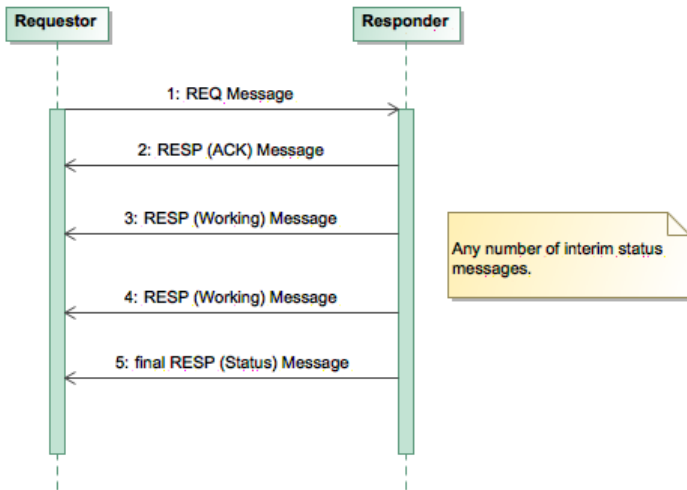 Requestor
Responder
1: REQ Message
2: RESP (ACK) Message
3: RESP (Working) Message
Any number of interim status
messages.
4: RESP (Working) Message
5: final RESP (Status) Message